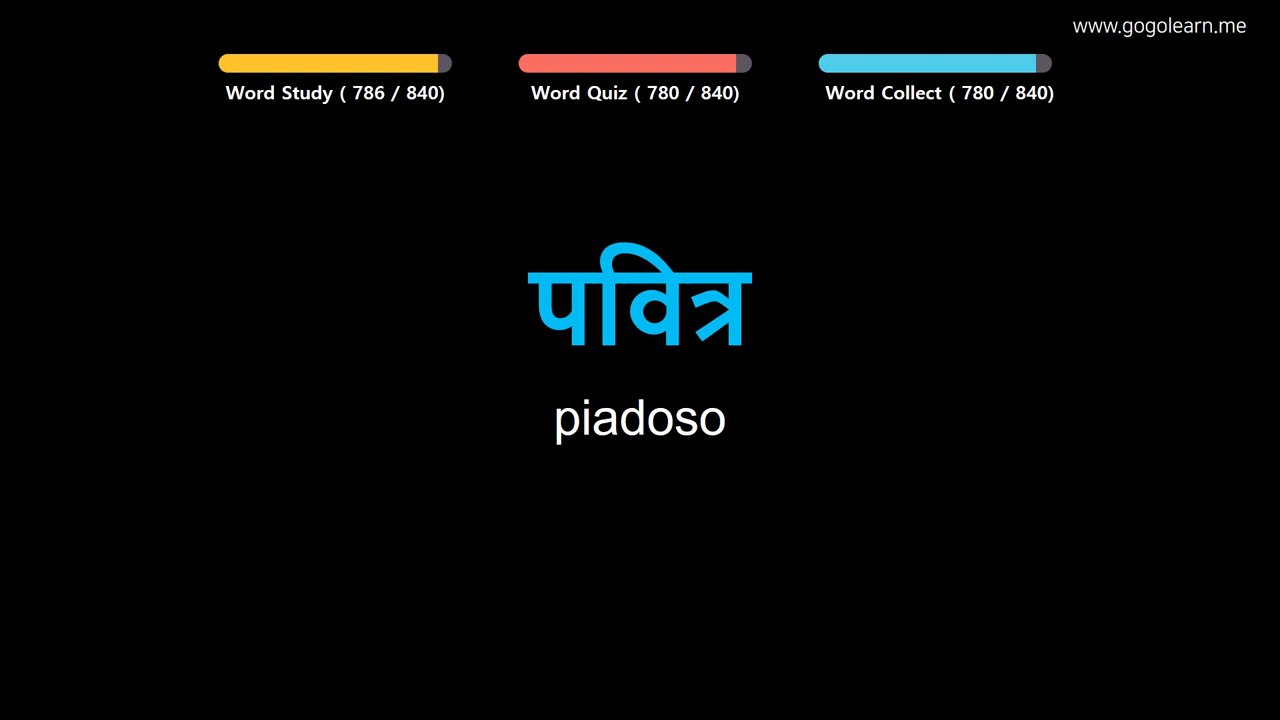 www.gogolearn.me
Word Study ( 786 / 840)
Word Quiz ( 780 / 840)
Word Collect ( 780 / 840)
पवित्र
piadoso